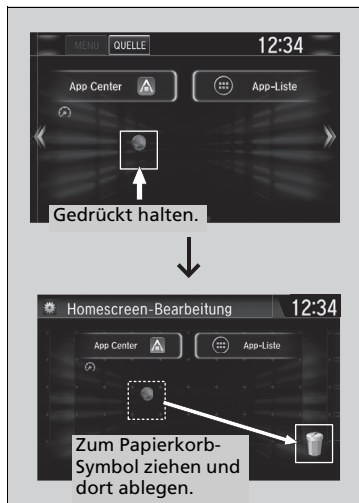 MENU QUELLE 12:34
App Center App-Liste
Gedrückt halten.
Homescreen-Bearbeitung 12:34
App Center App-Liste
Zum Papierkorb-
Symbol ziehen und
dort ablegen.